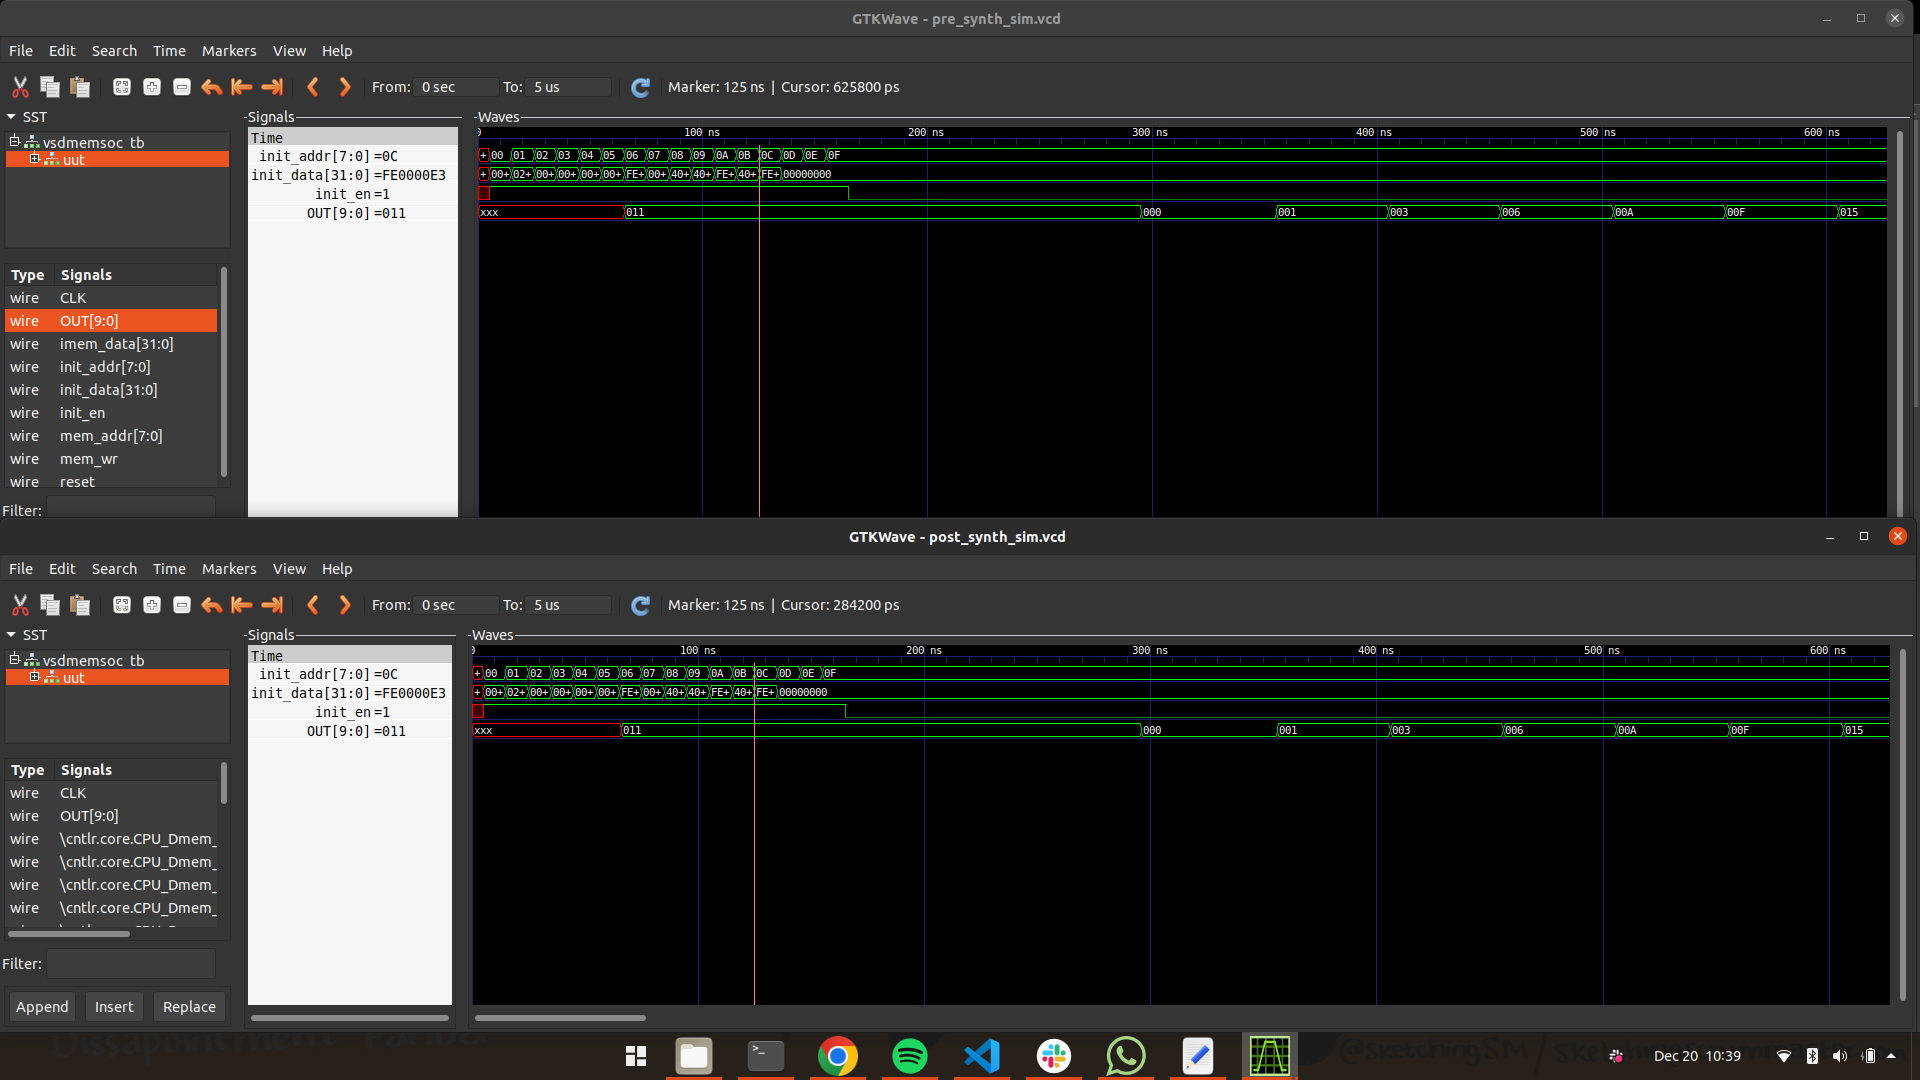 GTKWave - pre_synth_sim.vcd
File Edit Search Time Markers View Help
From: 0 sec To: 5 us Marker: 125 ns | Cursor: 625800 ps
SST
vsdmemsoc_tb
uut
Type Signals
wire CLK
wire OUT[9:0]
wire imem_data[31:0]
wire init_addr[7:0]
wire init_data[31:0]
wire init_en
wire mem_addr[7:0]
wire mem_wr
wire reset
Filter:
Signals
Time
init_addr[7:0] =0C
init_data[31:0] =FE0000E3
init_en =1
OUT[9:0] =011
Waves
0 100 ns 200 ns 300 ns 400 ns 500 ns 600 ns
+ 00 01 02 03 04 05 06 07 08 09 0A 0B 0C 0D 0E 0F
+ 00+ 02+ 00+ 00+ 00+ 00+ FE+ 00+ 40+ 40+ FE+ 40+ FE+ 00000000
xxx 011 000 001 003 006 00A 00F 015
GTKWave - post_synth_sim.vcd
File Edit Search Time Markers View Help
From: 0 sec To: 5 us Marker: 125 ns | Cursor: 284200 ps
SST
vsdmemsoc_tb
uut
Type Signals
wire CLK
wire OUT[9:0]
wire \cntlr.core.CPU_Dmem_
wire \cntlr.core.CPU_Dmem_
wire \cntlr.core.CPU_Dmem_
wire \cntlr.core.CPU_Dmem_
Filter:
Append Insert Replace
Signals
Time
init_addr[7:0] =0C
init_data[31:0] =FE0000E3
init_en =1
OUT[9:0] =011
Waves
0 100 ns 200 ns 300 ns 400 ns 500 ns 600 ns
+ 00 01 02 03 04 05 06 07 08 09 0A 0B 0C 0D 0E 0F
+ 00+ 02+ 00+ 00+ 00+ 00+ FE+ 00+ 40+ 40+ FE+ 40+ FE+ 00000000
xxx 011 000 001 003 006 00A 00F 015
Dissapointment @sketchingSM/
Dec 20 10:39